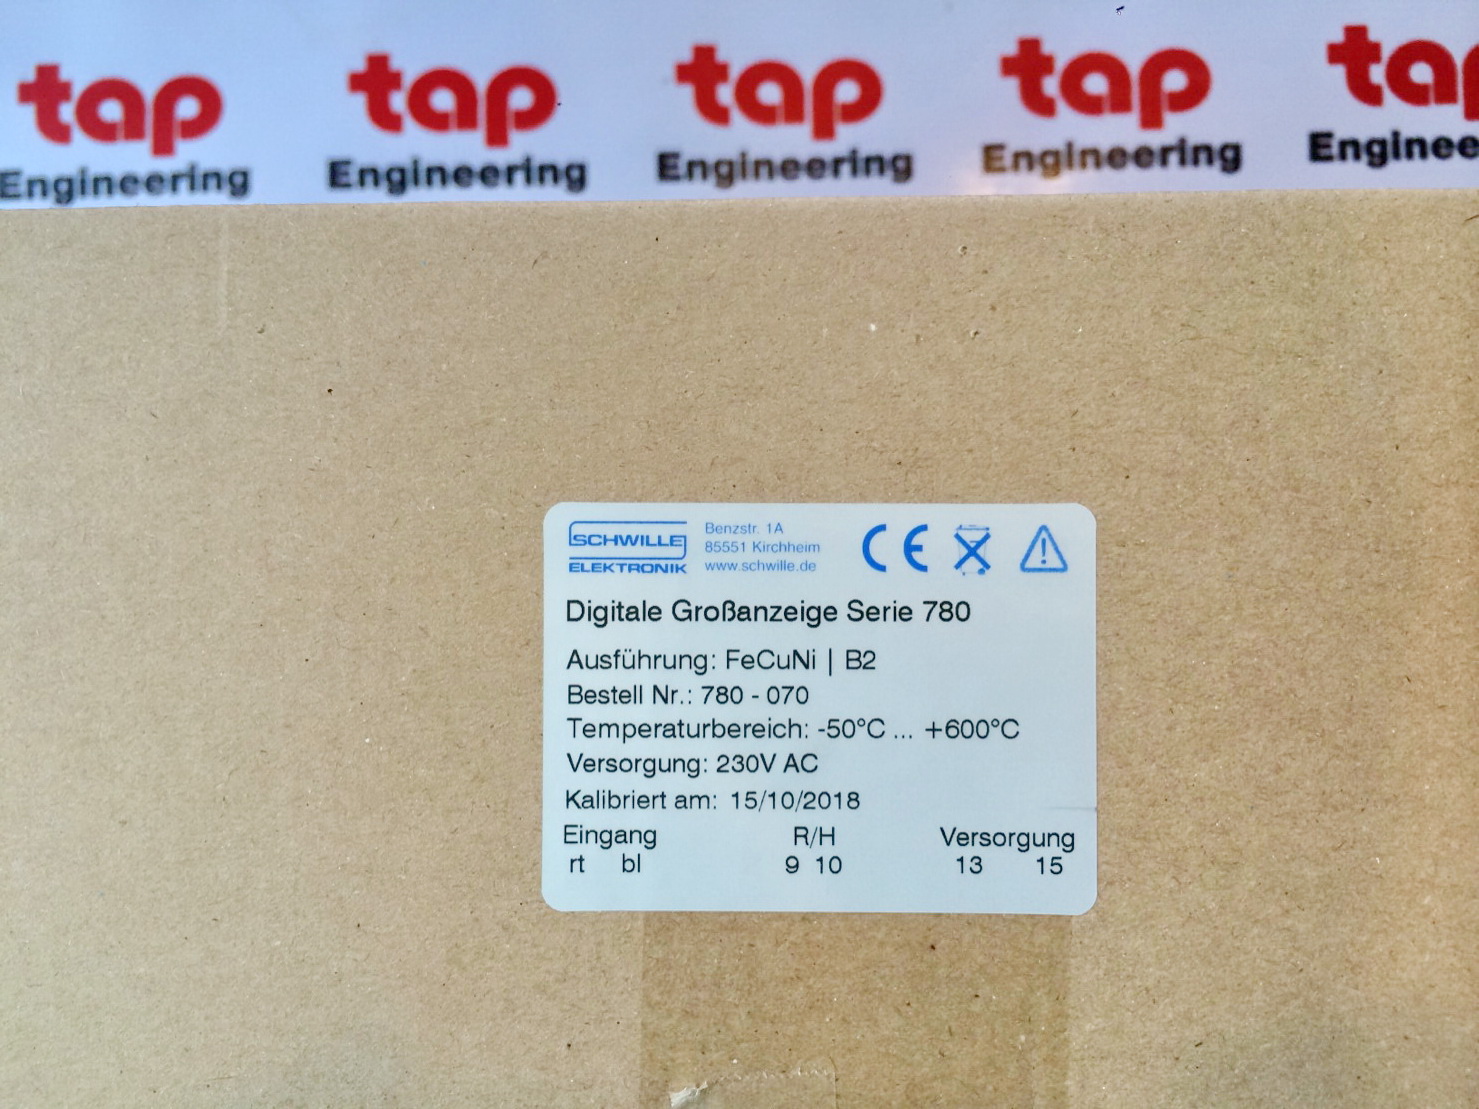 tap tap tap tap tap
Engineering Engineering Engineering Engineering Enginee
SCHWILLE
ELEKTRONIK
Benzstr. 1A
85551 Kirchheim
www.schwille.de
CE
Digitale Großanzeige Serie 780
Ausführung: FeCuNi | B2
Bestell Nr.: 780 - 070
Temperaturbereich: -50°C ... +600°C
Versorgung: 230V AC
Kalibriert am: 15/10/2018
Eingang R/H Versorgung
rt bl 9 10 13 15